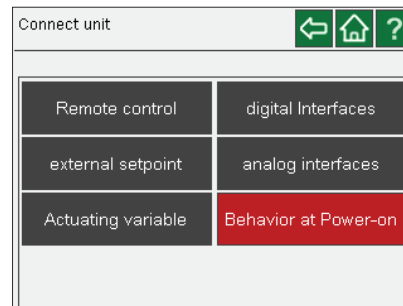 Connect unit
?
Remote control
digital Interfaces
external setpoint
analog interfaces
Actuating variable
Behavior at Power-on